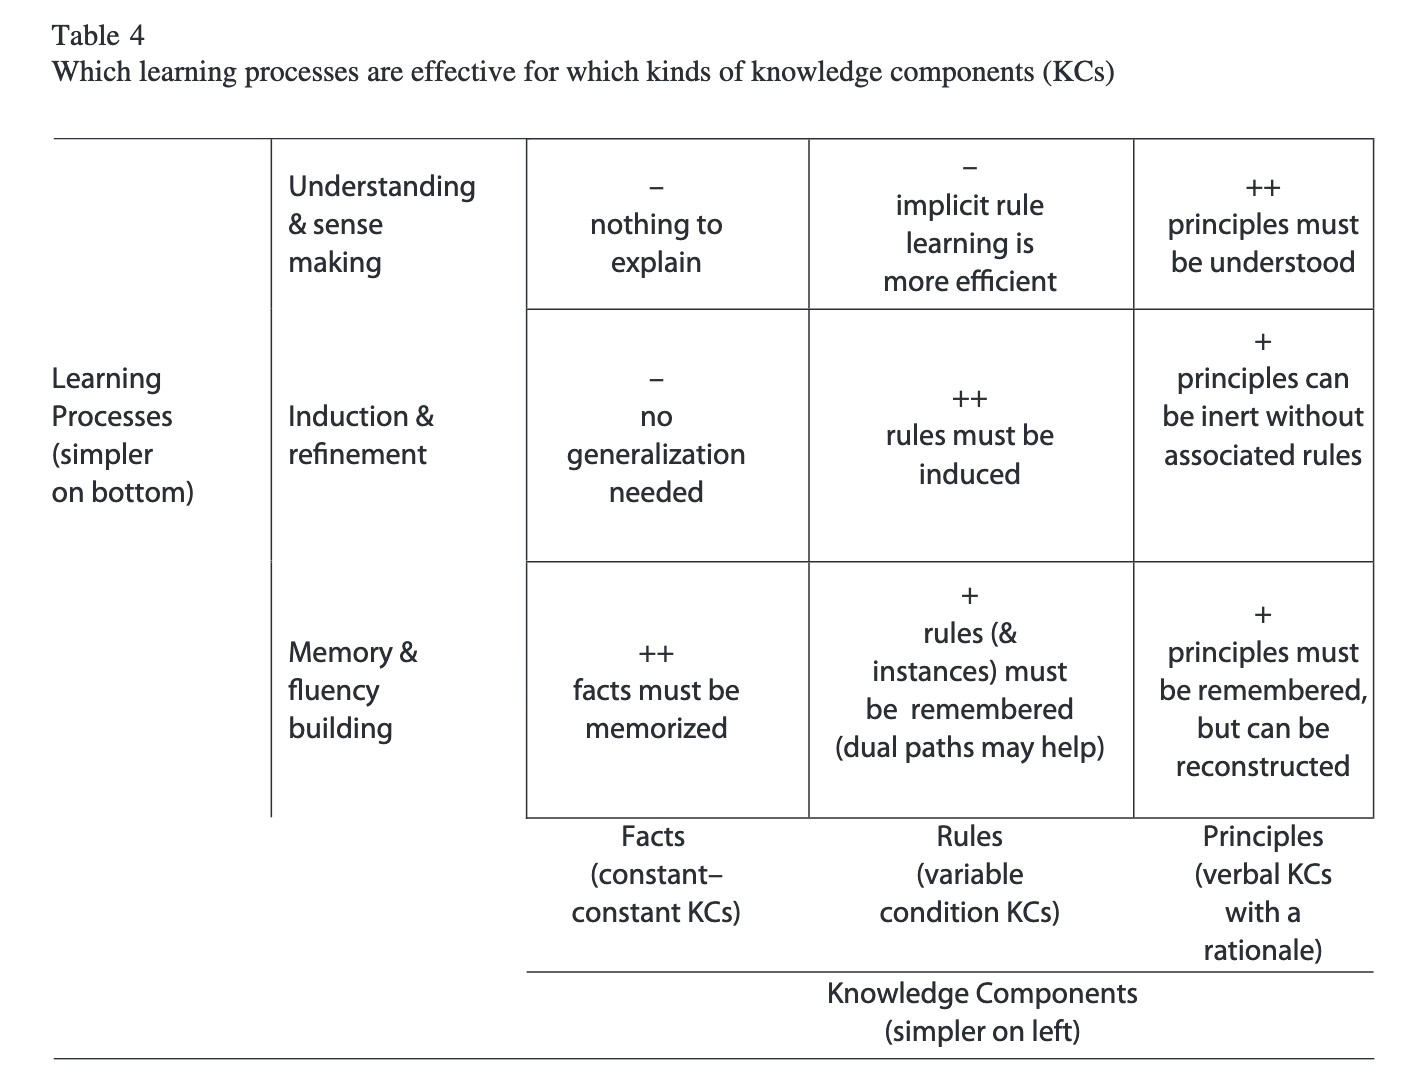 Table 4
Which learning processes are effective for which kinds of knowledge components (KCs)
Learning
Processes
(simpler
on bottom)
Understanding
& sense
making
–
nothing to
explain
–
implicit rule
learning is
more efficient
++
principles must
be understood
Induction &
refinement
–
no
generalization
needed
++
rules must be
induced
+
principles can
be inert without
associated rules
Memory &
fluency
building
++
facts must be
memorized
+
rules (&
instances) must
be remembered
(dual paths may help)
+
principles must
be remembered,
but can be
reconstructed
Facts
(constant–
constant KCs)
Rules
(variable
condition KCs)
Principles
(verbal KCs
with a
rationale)
Knowledge Components
(simpler on left)